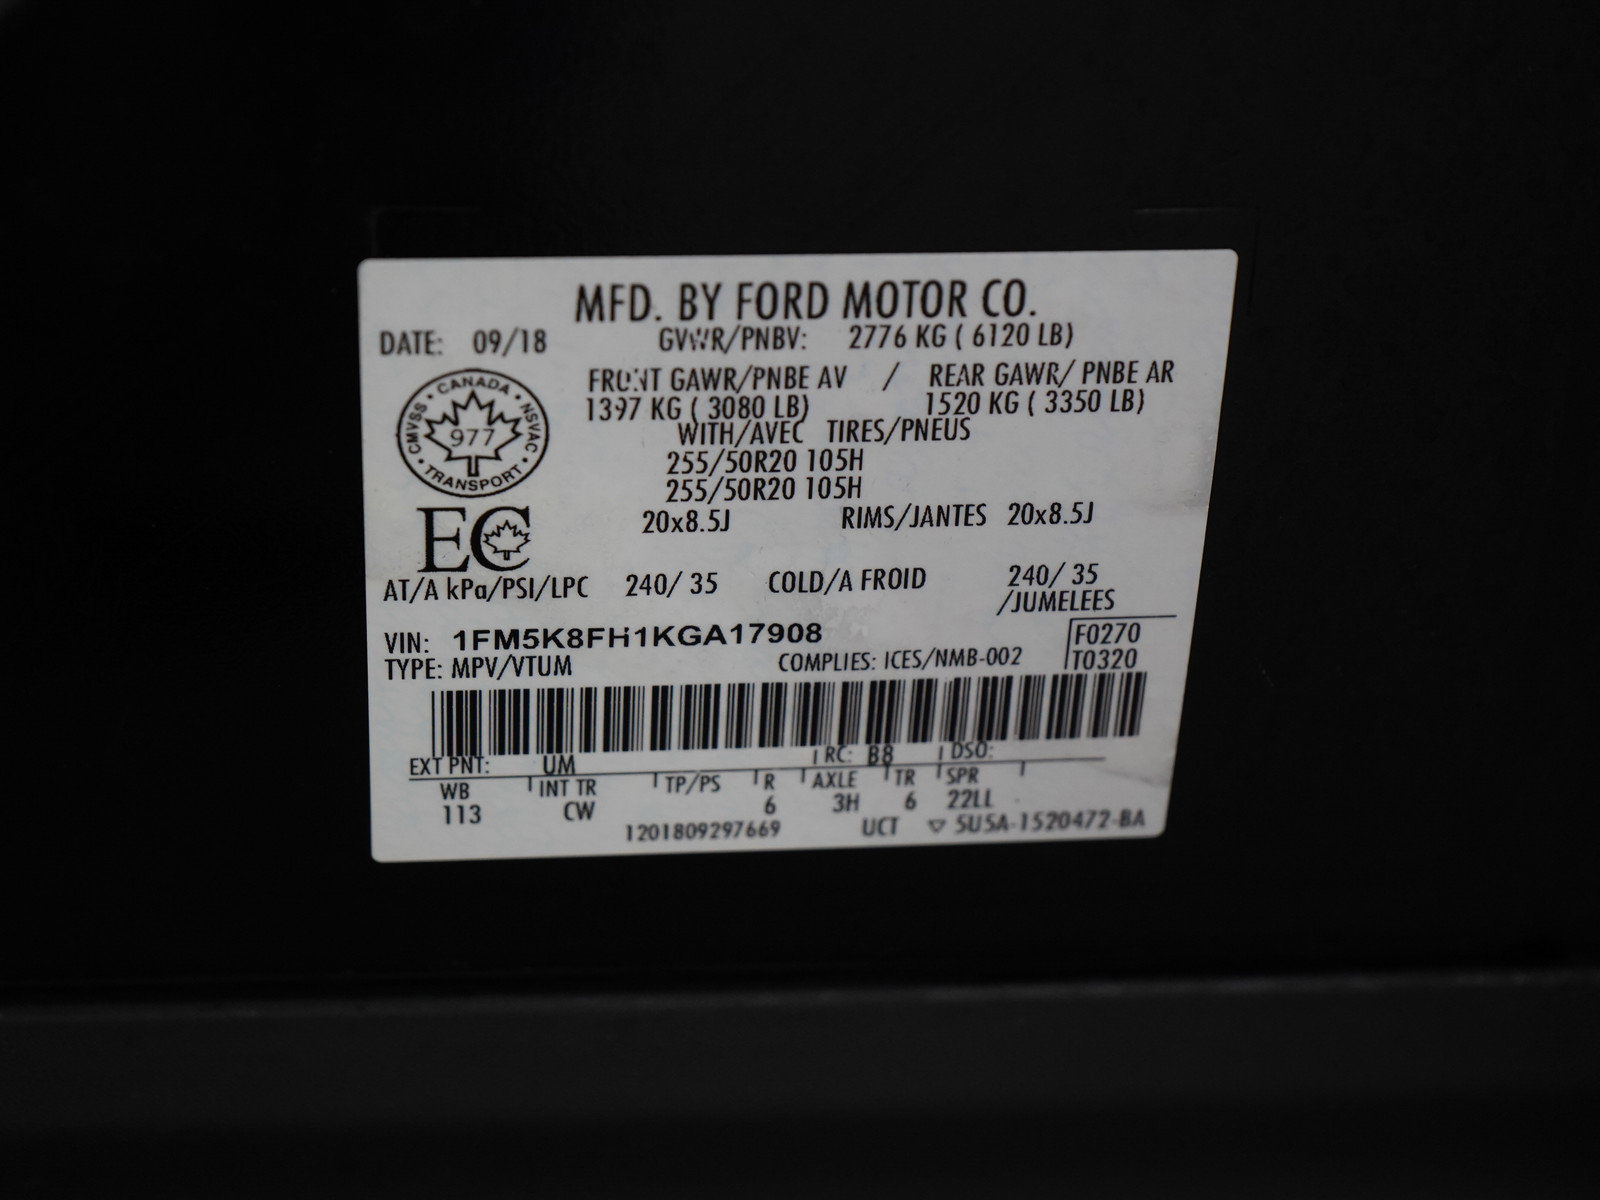 MFD. BY FORD MOTOR CO.
DATE: 09/18 GVWR/PNBV: 2776 KG ( 6120 LB)
FRONT GAWR/PNBE AV / REAR GAWR/ PNBE AR
1397 KG ( 3080 LB) 1520 KG ( 3350 LB)
WITH/AVEC TIRES/PNEUS
255/50R20 105H
255/50R20 105H
CANADA · NSVAC · TRANSPORT · CMVSS ·
977
EC
20x8.5J RIMS/JANTES 20x8.5J
AT/A kPa/PSI/LPC 240/ 35 COLD/A FROID 240/ 35
/JUMELEES
VIN: 1FM5K8FH1KGA17908 F0270
TYPE: MPV/VTUM COMPLIES: ICES/NMB-002 T0320
EXT PNT: UM RC: B8 DSO:
WB INT TR TP/PS R AXLE TR SPR
113 CW 6 3H 6 22LL
1201809297669 UCT ▽ 5U5A-1520472-BA